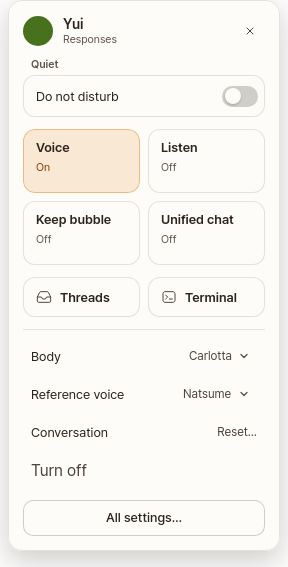 Yui
Responses
Quiet
Do not disturb
Voice
On
Listen
Off
Keep bubble
Off
Unified chat
Off
Threads
Terminal
Body
Carlotta
Reference voice
Natsume
Conversation
Reset...
Turn off
All settings...